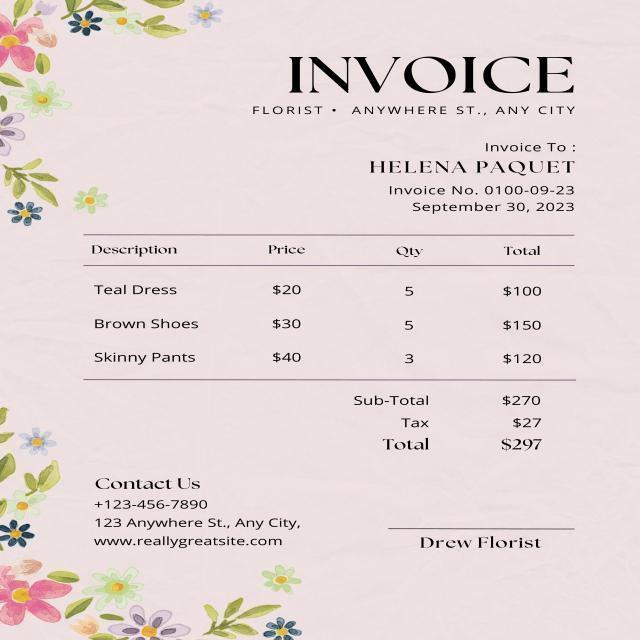 INVOICE
FLORIST • ANYWHERE ST., ANY CITY
Invoice To :
HELENA PAQUET
Invoice No. 0100-09-23
September 30, 2023
Description Price Qty Total
Teal Dress $20 5 $100
Brown Shoes $30 5 $150
Skinny Pants $40 3 $120
Sub-Total $270
Tax $27
Total $297
Contact Us
+123-456-7890
123 Anywhere St., Any City,
www.reallygreatsite.com
Drew Florist